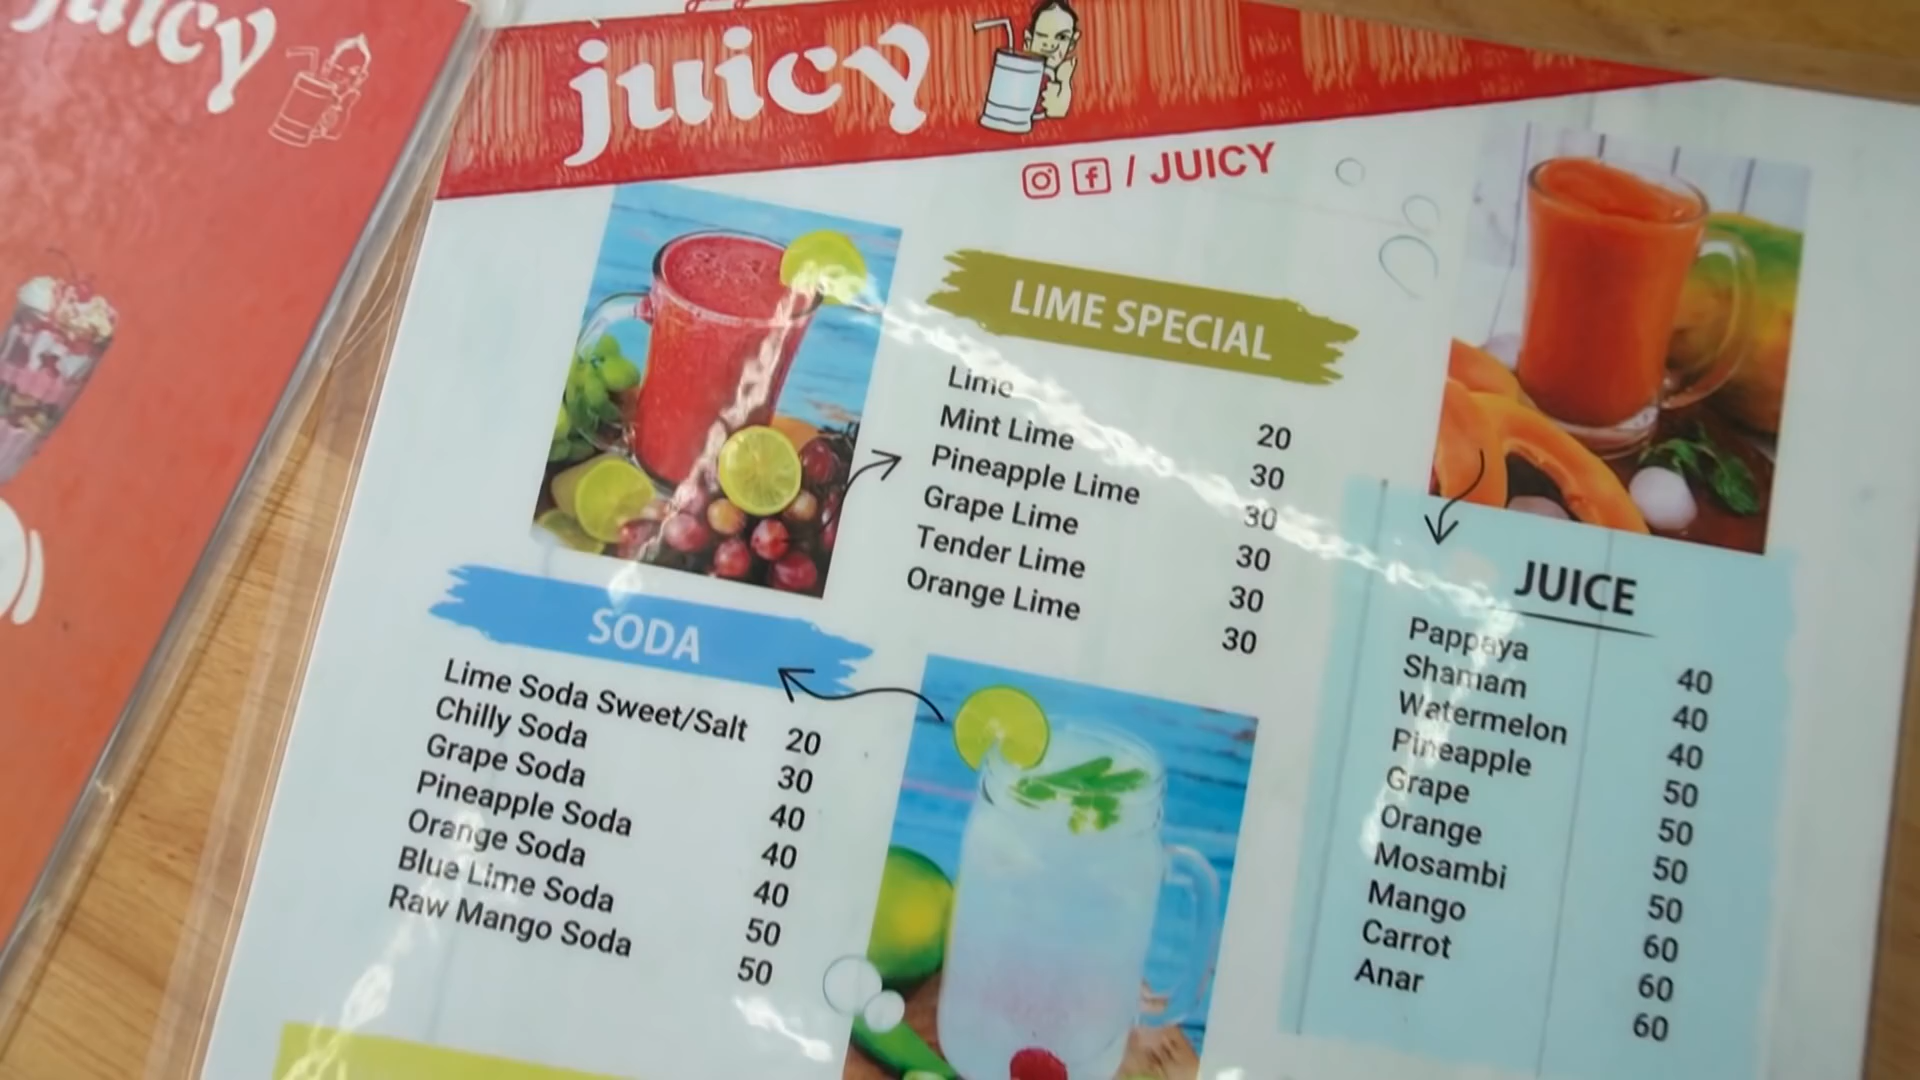 juicy
juicy
/ JUICY
LIME SPECIAL
Lime 20
Mint Lime 30
Pineapple Lime 30
Grape Lime 30
Tender Lime 30
Orange Lime 30
SODA
Lime Soda Sweet/Salt 20
Chilly Soda 30
Grape Soda 40
Pineapple Soda 40
Orange Soda 40
Blue Lime Soda 50
Raw Mango Soda 50
JUICE
Pappaya 40
Shamam 40
Watermelon 40
Pineapple 50
Grape 50
Orange 50
Mosambi 50
Mango 60
Carrot 60
Anar 60